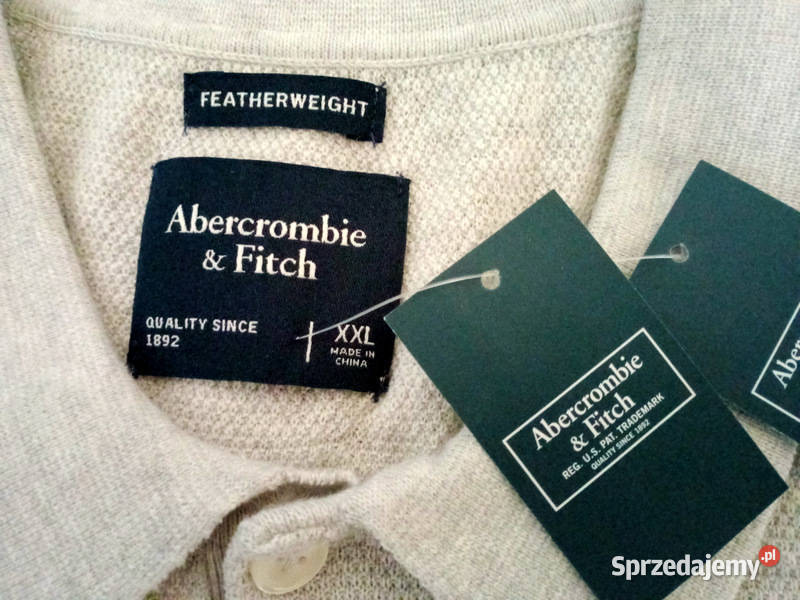 FEATHERWEIGHT
Abercrombie
& Fitch
QUALITY SINCE
1892
XXL
MADE IN
CHINA
Abercrombie
& Fitch
REG. U.S. PAT. TRADEMARK
QUALITY SINCE 1892
Sprzedajemy.pl